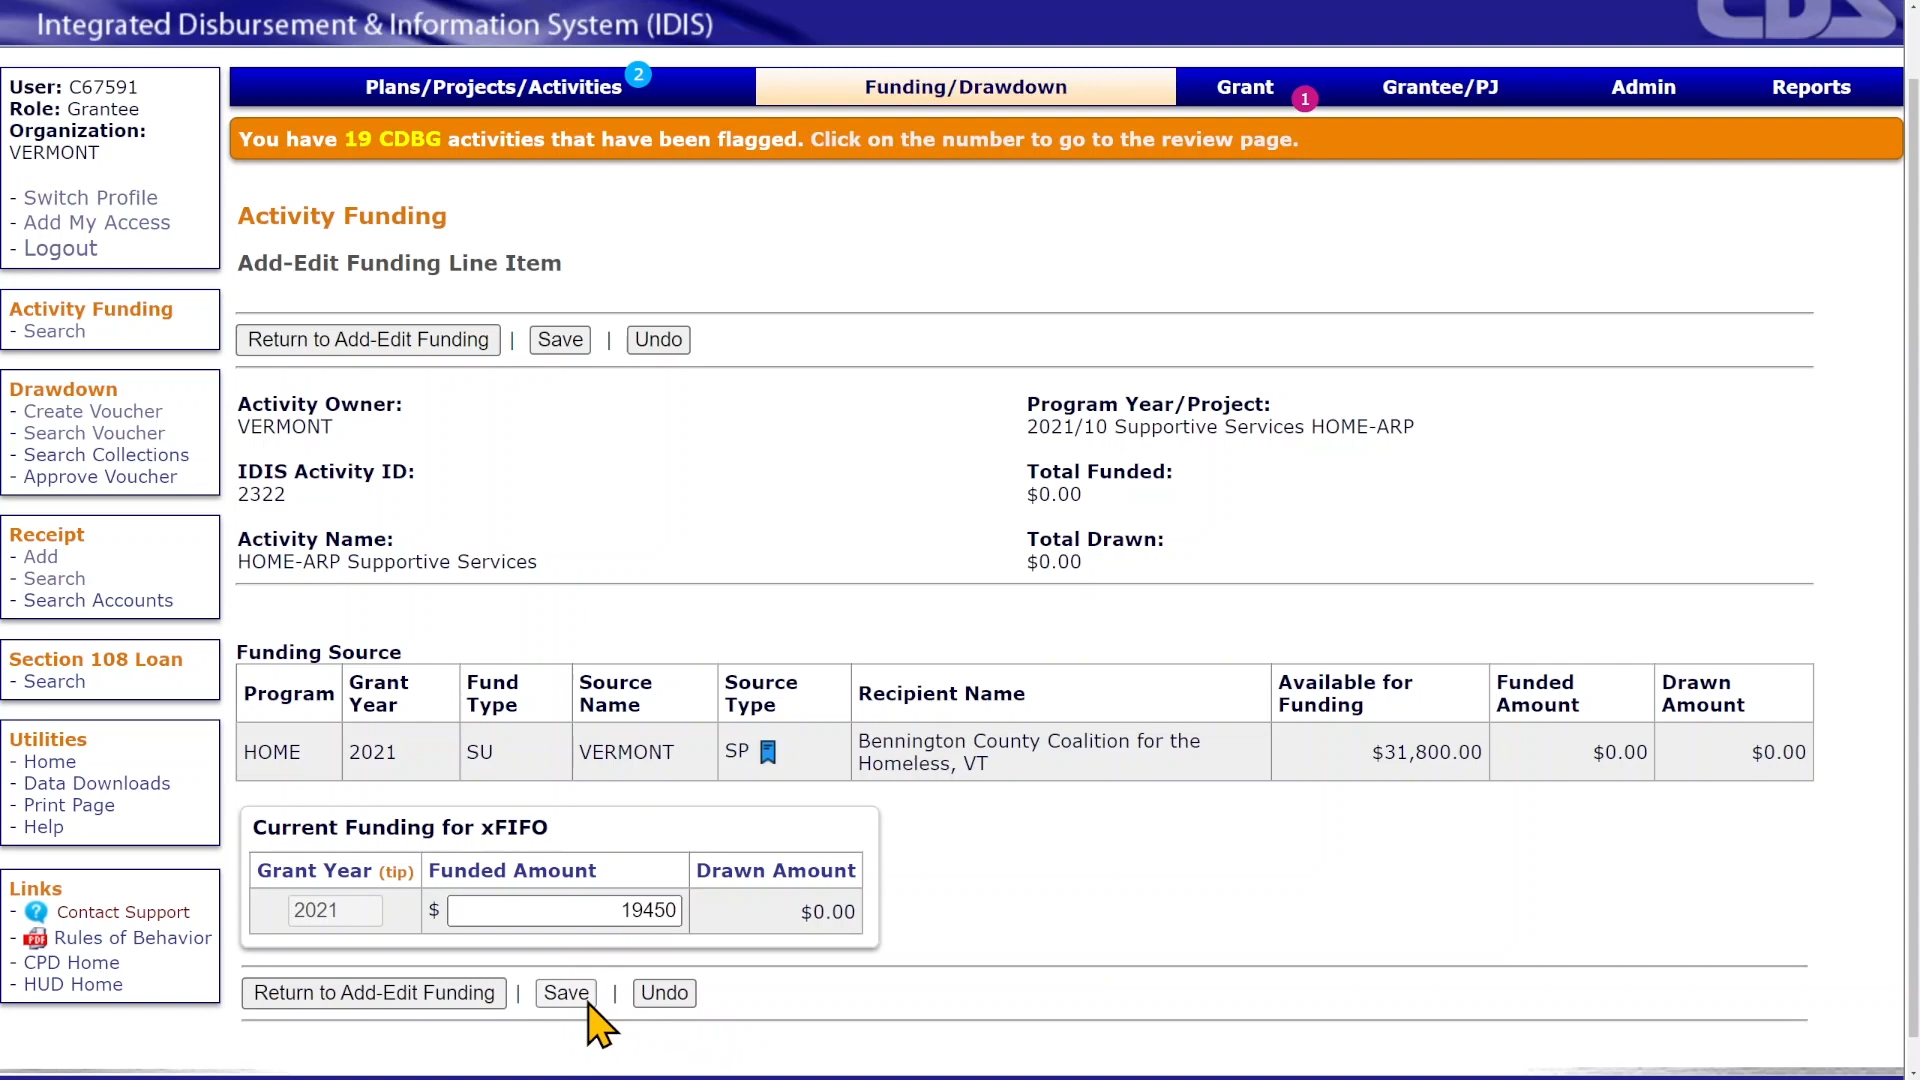 Integrated Disbursement & Information System (IDIS)
User: C67591
Role: Grantee
Organization:
VERMONT
- Switch Profile
- Add My Access
- Logout
Activity Funding
- Search
Drawdown
- Create Voucher
- Search Voucher
- Search Collections
- Approve Voucher
Receipt
- Add
- Search
- Search Accounts
Section 108 Loan
- Search
Utilities
- Home
- Data Downloads
- Print Page
- Help
Links
- ? Contact Support
- PDF Rules of Behavior
- CPD Home
- HUD Home
Plans/Projects/Activities 2 Funding/Drawdown Grant 1 Grantee/PJ Admin Reports
You have 19 CDBG activities that have been flagged. Click on the number to go to the review page.
Activity Funding
Add-Edit Funding Line Item
Return to Add-Edit Funding | Save | Undo
Activity Owner:
VERMONT
Program Year/Project:
2021/10 Supportive Services HOME-ARP
IDIS Activity ID:
2322
Total Funded:
$0.00
Activity Name:
HOME-ARP Supportive Services
Total Drawn:
$0.00
Funding Source
Program Grant Year Fund Type Source Name Source Type Recipient Name Available for Funding Funded Amount Drawn Amount
HOME 2021 SU VERMONT SP Bennington County Coalition for the Homeless, VT $31,800.00 $0.00 $0.00
Current Funding for xFIFO
Grant Year (tip) Funded Amount Drawn Amount
2021 $ 19450 $0.00
Return to Add-Edit Funding | Save | Undo